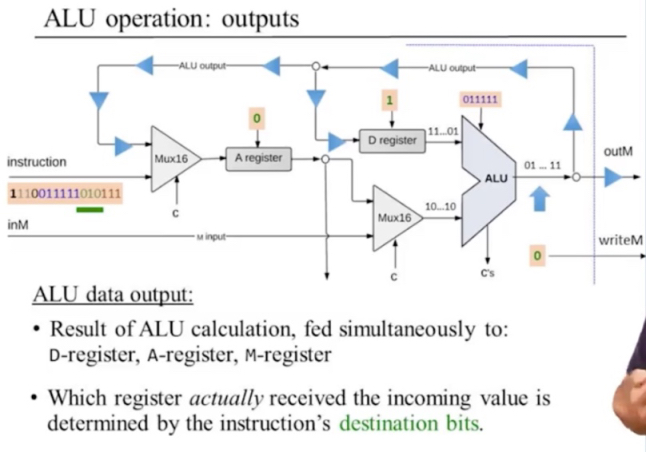 ALU operation: outputs
ALU output
ALU output
0
1
011111
instruction
Mux16
A register
D register
11...01
ALU
01 ... 11
outM
1110011111010111
c
Mux16
10...10
inM
M input
writeM
0
c
c's
ALU data output:
• Result of ALU calculation, fed simultaneously to:
D-register, A-register, M-register
• Which register actually received the incoming value is
determined by the instruction's destination bits.